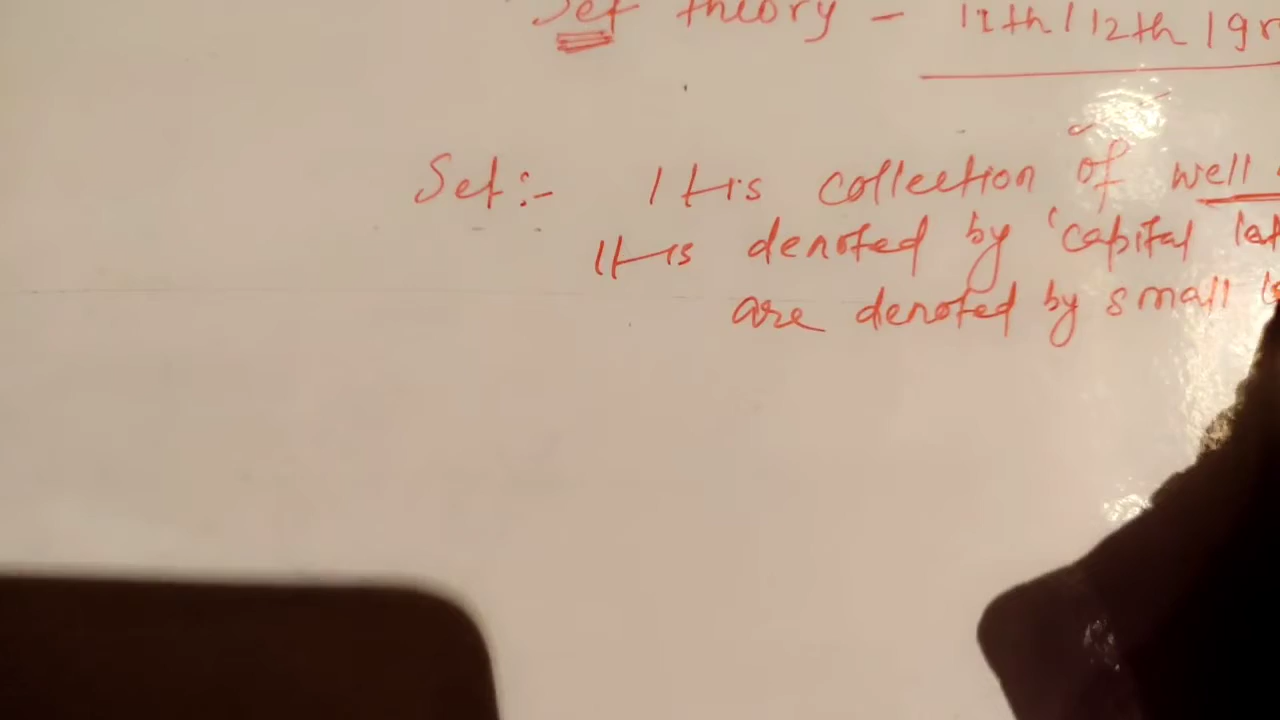 Set theory - 11th / 12th / gr
Set :- It is collection of well
It is denoted by 'capital let
are denoted by small